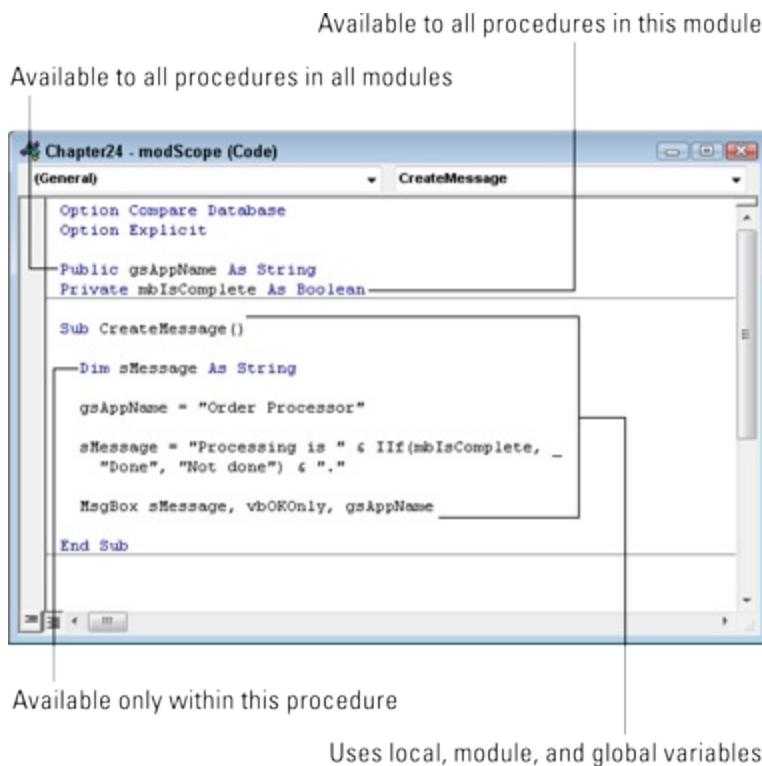 Available to all procedures in this module
Available to all procedures in all modules
Chapter24 - modScope (Code)
(General)
CreateMessage
Option Compare Database
Option Explicit
Public gsAppName As String
Private mbIsComplete As Boolean
Sub CreateMessage()
Dim sMessage As String
gsAppName = "Order Processor"
sMessage = "Processing is " & IIf(mbIsComplete, _
"Done", "Not done") & "."
MsgBox sMessage, vbOKOnly, gsAppName
End Sub
Available only within this procedure
Uses local, module, and global variables